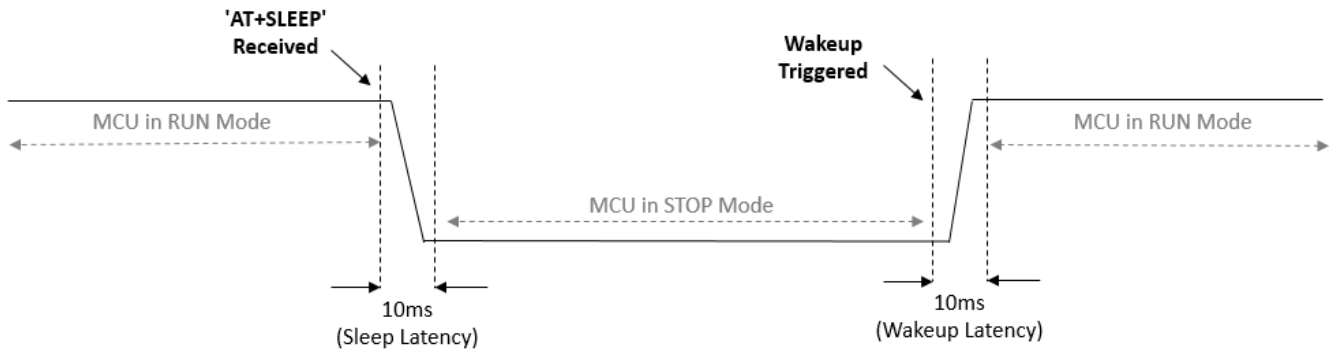 'AT+SLEEP'
Received
Wakeup
Triggered
MCU in RUN Mode
MCU in RUN Mode
MCU in STOP Mode
10ms
(Sleep Latency)
10ms
(Wakeup Latency)